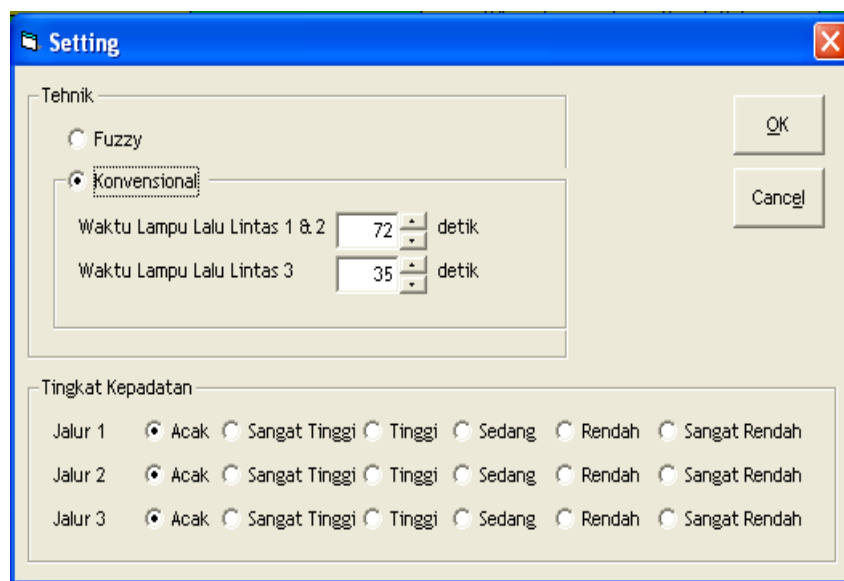 Setting
Tehnik
Fuzzy
OK
Konvensional
Cancel
Waktu Lampu Lalu Lintas 1 & 2 72 detik
Waktu Lampu Lalu Lintas 3 35 detik
Tingkat Kepadatan
Jalur 1 Acak Sangat Tinggi Tinggi Sedang Rendah Sangat Rendah
Jalur 2 Acak Sangat Tinggi Tinggi Sedang Rendah Sangat Rendah
Jalur 3 Acak Sangat Tinggi Tinggi Sedang Rendah Sangat Rendah